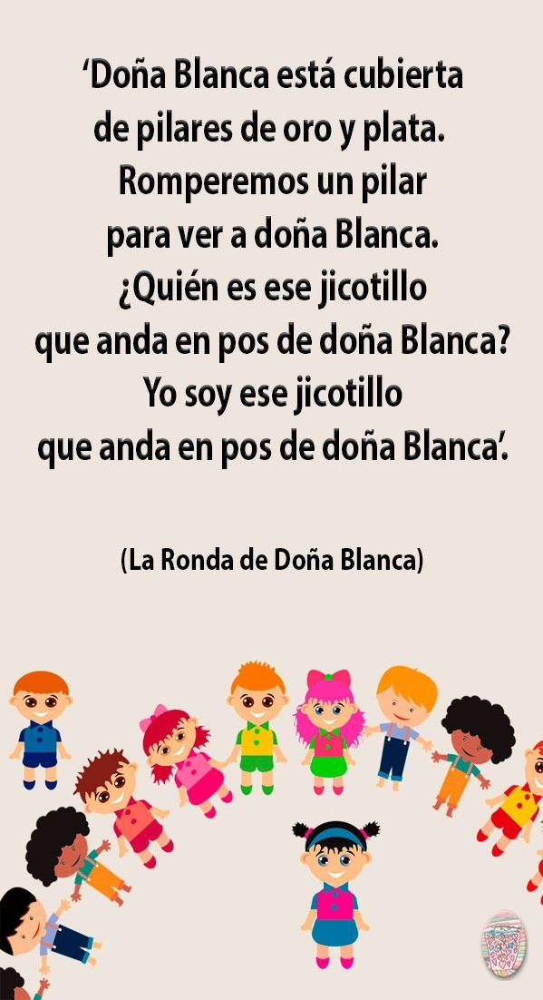 ‘Doña Blanca está cubierta
de pilares de oro y plata.
Romperemos un pilar
para ver a doña Blanca.
¿Quién es ese jicotillo
que anda en pos de doña Blanca?
Yo soy ese jicotillo
que anda en pos de doña Blanca’.
(La Ronda de Doña Blanca)